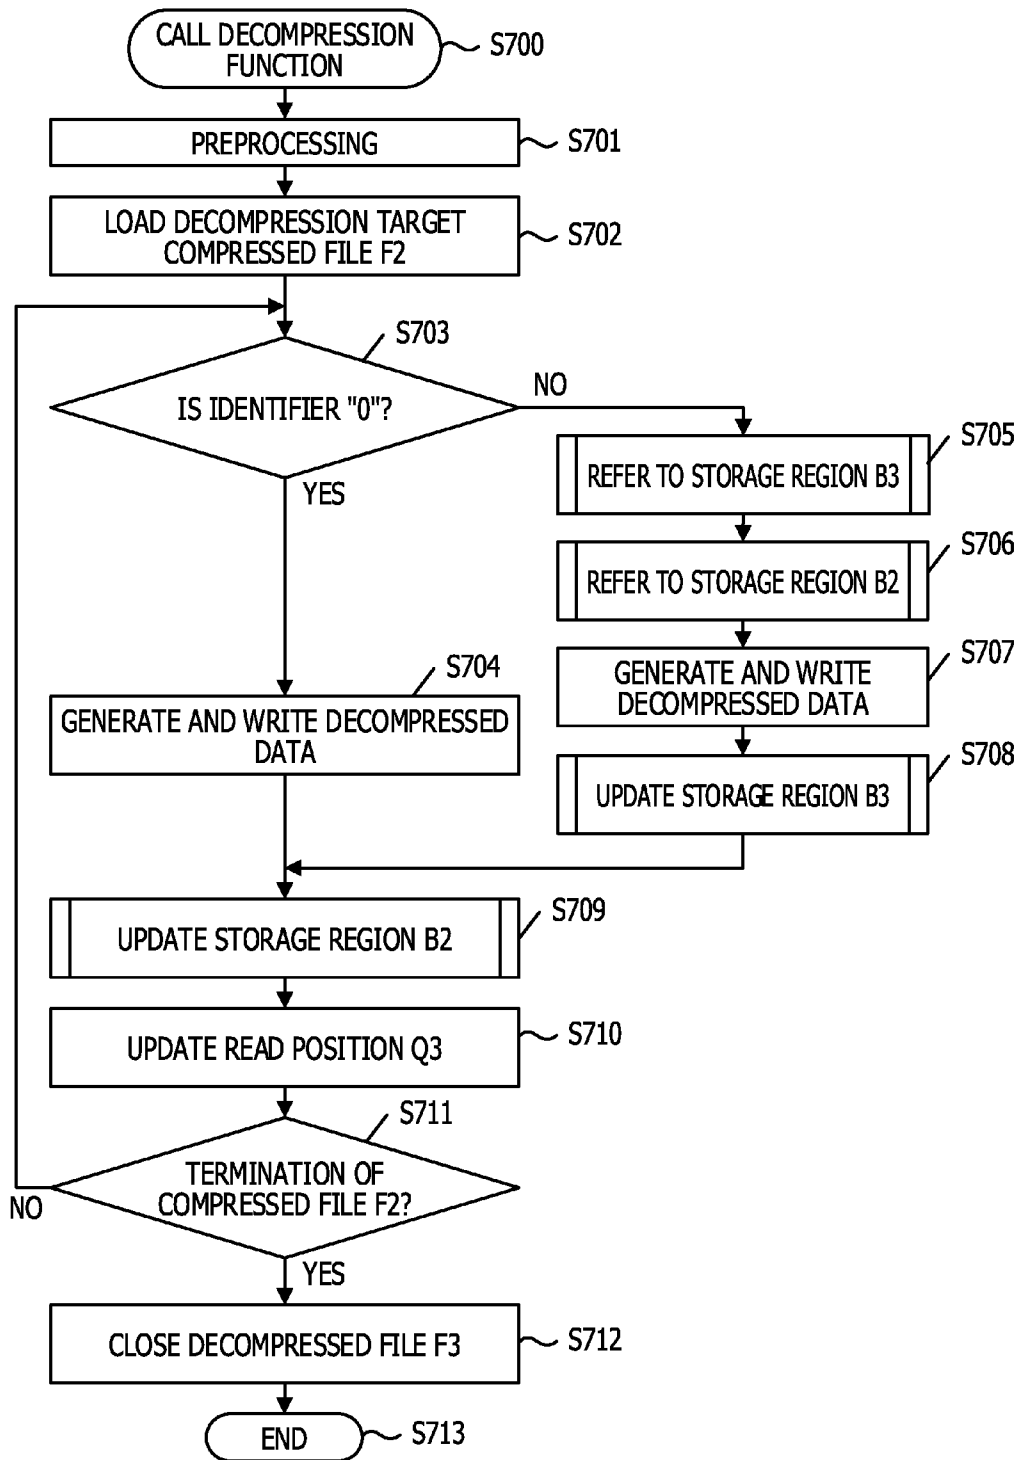 CALL DECOMPRESSION
FUNCTION
S700
PREPROCESSING
S701
LOAD DECOMPRESSION TARGET
COMPRESSED FILE F2
S702
S703
IS IDENTIFIER "0"?
NO
YES
S705
REFER TO STORAGE REGION B3
S706
REFER TO STORAGE REGION B2
S707
GENERATE AND WRITE
DECOMPRESSED DATA
S704
GENERATE AND WRITE DECOMPRESSED
DATA
S708
UPDATE STORAGE REGION B3
S709
UPDATE STORAGE REGION B2
S710
UPDATE READ POSITION Q3
S711
TERMINATION OF
COMPRESSED FILE F2?
NO
YES
CLOSE DECOMPRESSED FILE F3
S712
END
S713